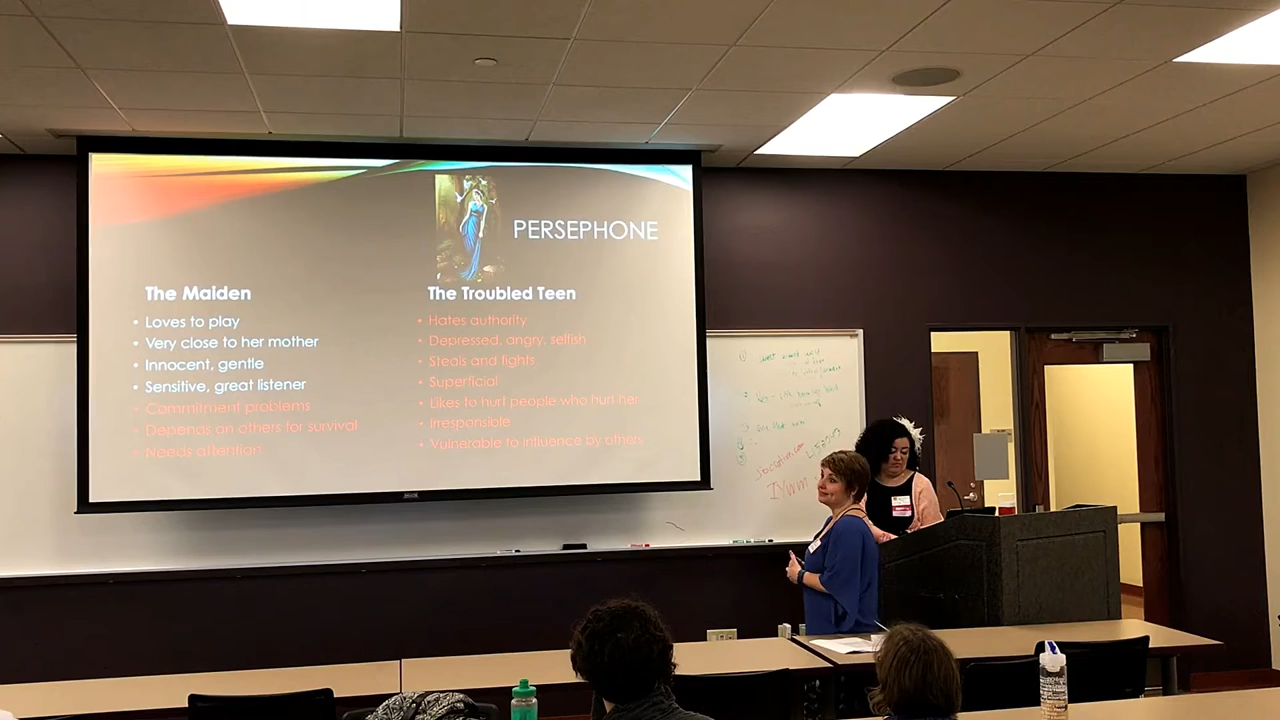 PERSEPHONE
The Maiden
Loves to play
Very close to her mother
Innocent, gentle
Sensitive, great listener
Commitment problems
Depends on others for survival
Needs attention
The Troubled Teen
Hates authority
Depressed, angry, selfish
Steals and fights
Superficial
Likes to hurt people who hurt her
Irresponsible
Vulnerable to influence by others